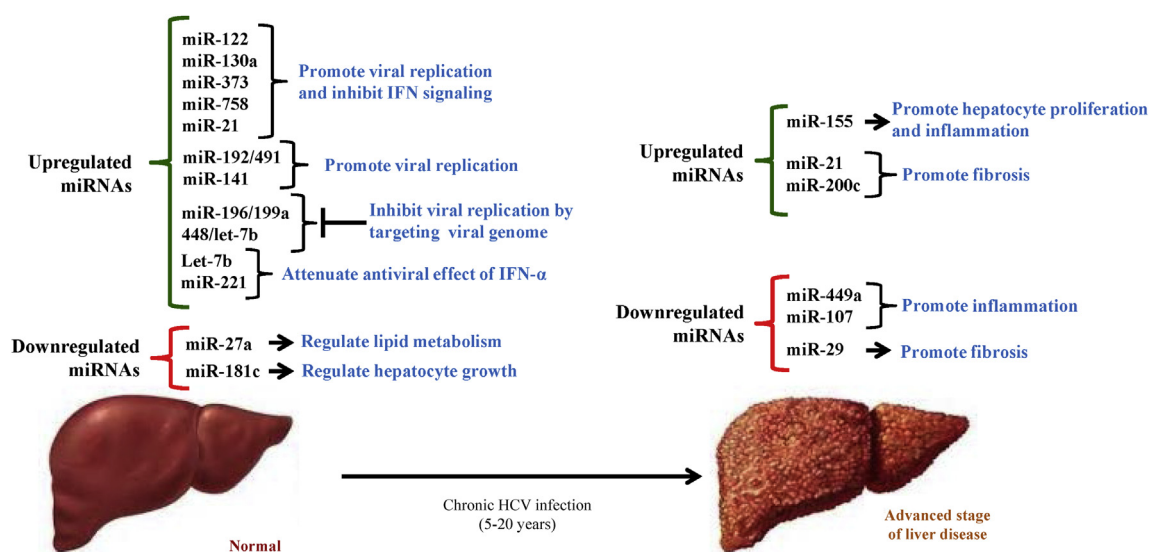 miR-122
miR-130a
miR-373
miR-758
miR-21
Promote viral replication
and inhibit IFN signaling
Upregulated
miRNAs
miR-192/491
miR-141
Promote viral replication
miR-196/199a
448/let-7b
Inhibit viral replication by
targeting viral genome
Let-7b
miR-221
Attenuate antiviral effect of IFN-α
Downregulated
miRNAs
miR-27a
Regulate lipid metabolism
miR-181c
Regulate hepatocyte growth
Upregulated
miRNAs
miR-155
Promote hepatocyte proliferation
and inflammation
miR-21
miR-200c
Promote fibrosis
Downregulated
miRNAs
miR-449a
miR-107
Promote inflammation
miR-29
Promote fibrosis
Normal
Chronic HCV infection
(5-20 years)
Advanced stage
of liver disease